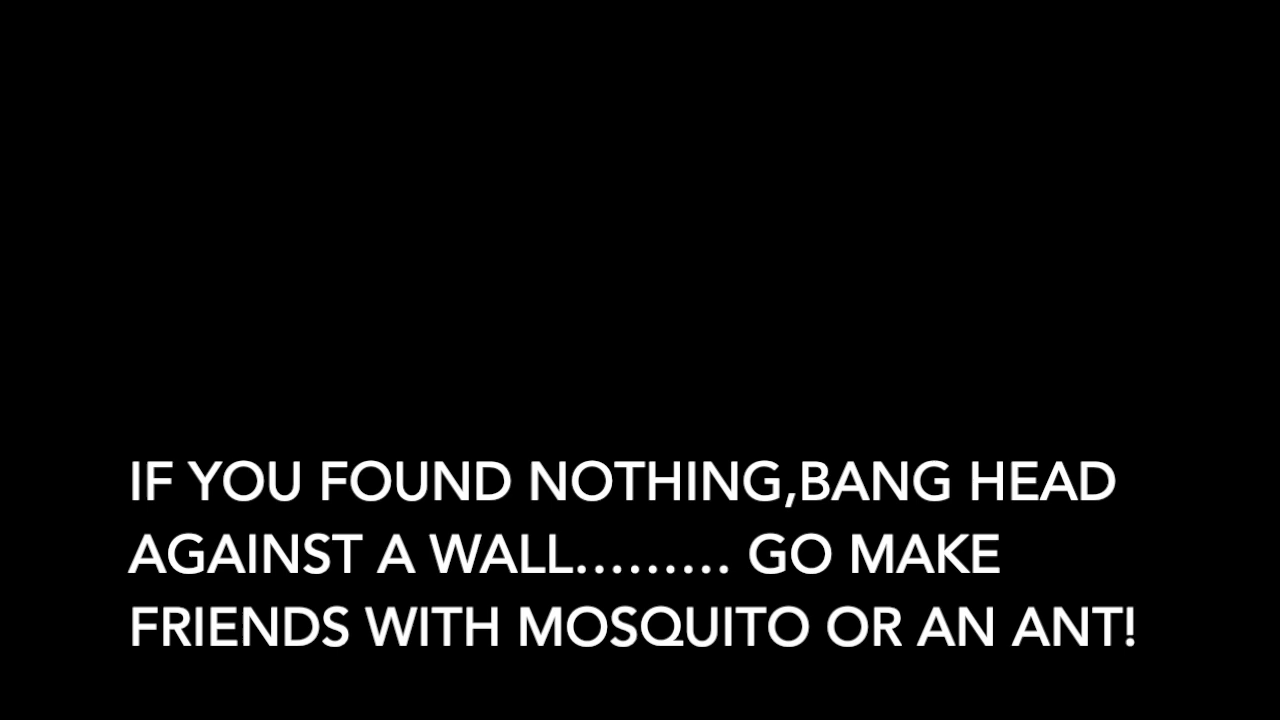 IF YOU FOUND NOTHING,BANG HEAD
AGAINST A WALL……… GO MAKE
FRIENDS WITH MOSQUITO OR AN ANT!